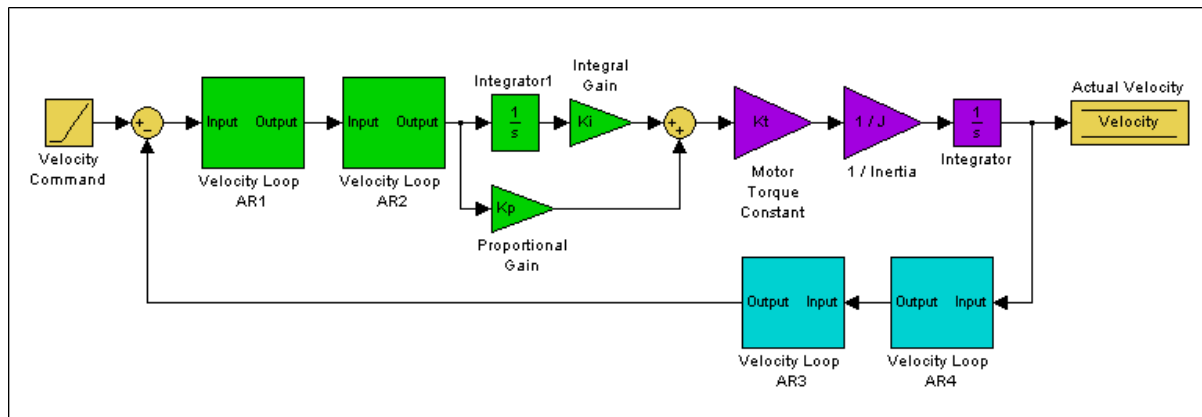 Velocity
Command
+
−
Input Output
Velocity Loop
AR1
Input Output
Velocity Loop
AR2
Integrator1
1
s
Integral
Gain
Ki
Kp
Proportional
Gain
+
+
Kt
Motor
Torque
Constant
1 / J
1 / Inertia
1
s
Integrator
Actual Velocity
Velocity
Output Input
Velocity Loop
AR3
Output Input
Velocity Loop
AR4